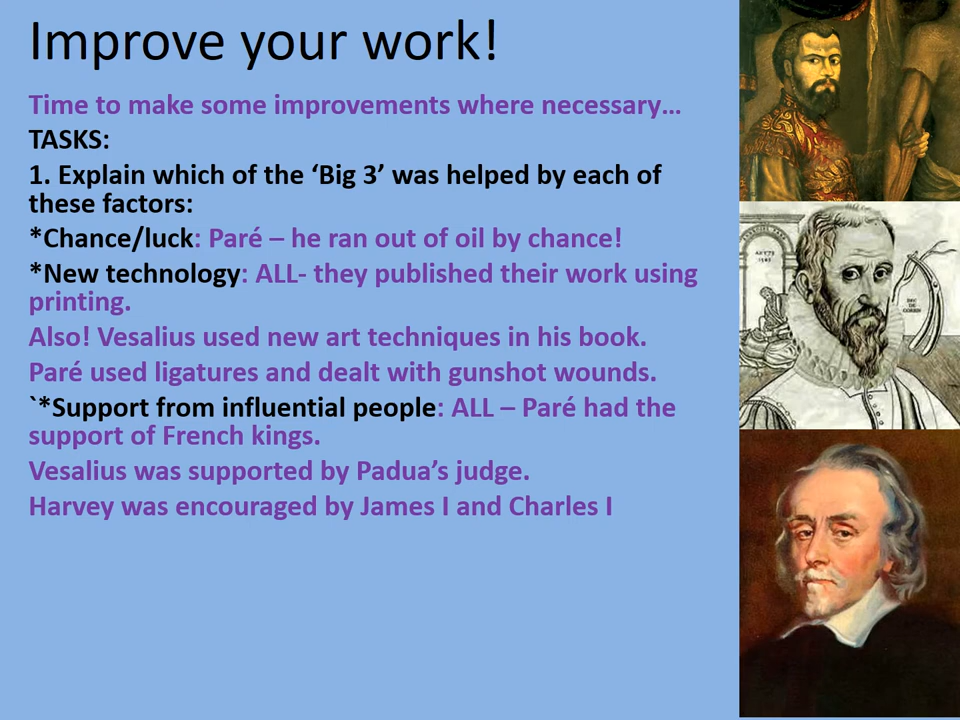 Improve your work!
Time to make some improvements where necessary…
TASKS:
1. Explain which of the ‘Big 3’ was helped by each of
these factors:
*Chance/luck: Paré – he ran out of oil by chance!
*New technology: ALL- they published their work using
printing.
Also! Vesalius used new art techniques in his book.
Paré used ligatures and dealt with gunshot wounds.
`*Support from influential people: ALL – Paré had the
support of French kings.
Vesalius was supported by Padua’s judge.
Harvey was encouraged by James I and Charles I